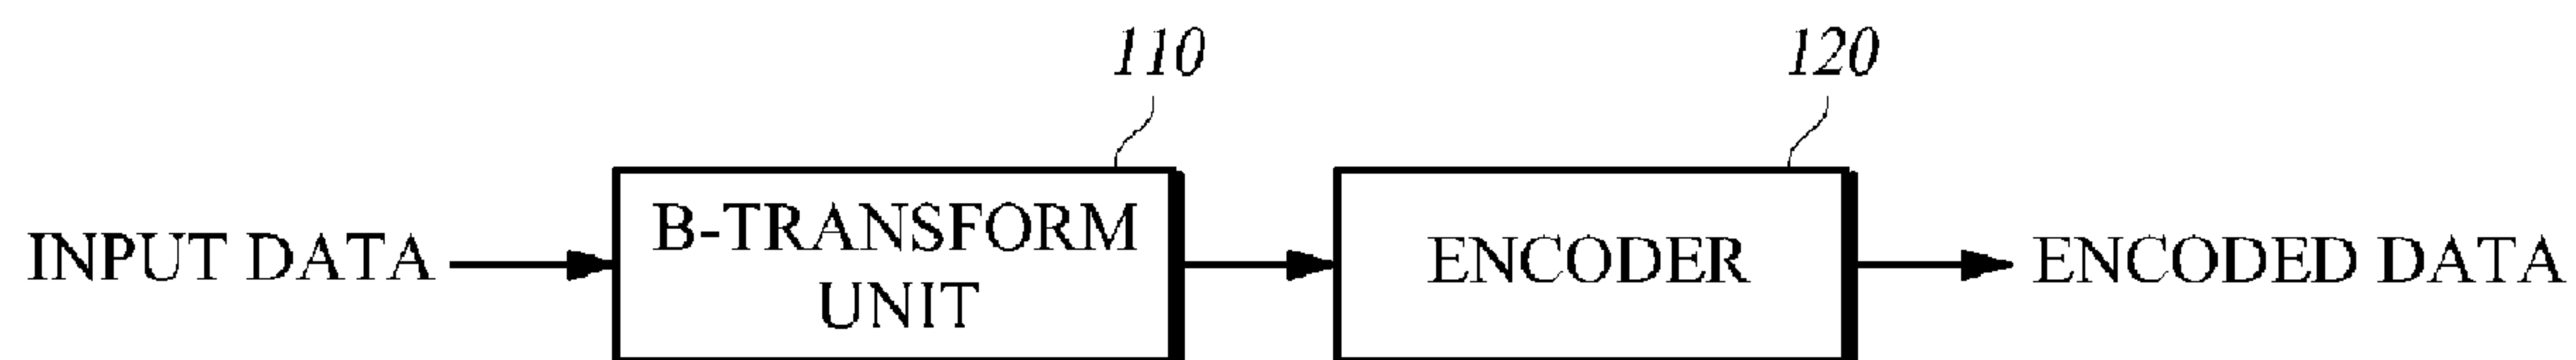 110
120
INPUT DATA
B-TRANSFORM
UNIT
ENCODER
ENCODED DATA